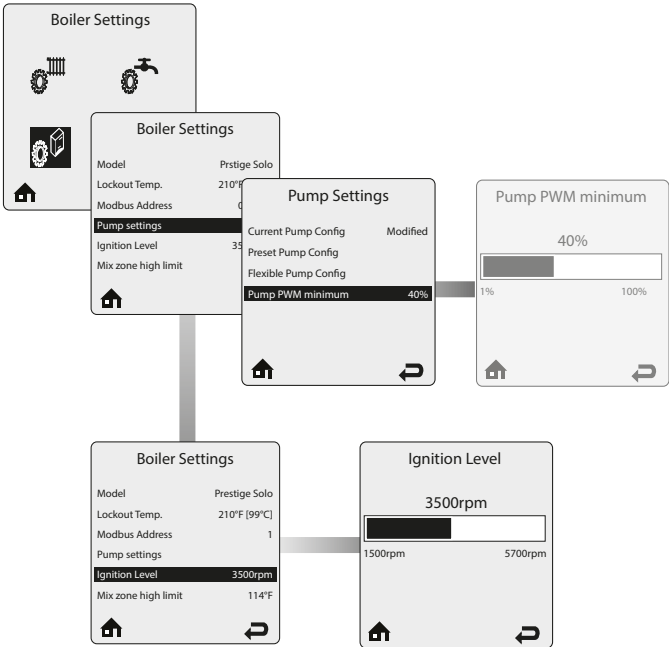 Boiler Settings
Boiler Settings
Model Prstige Solo
Lockout Temp. 210°F
Modbus Address 0
Pump settings
Ignition Level 35
Mix zone high limit
Pump Settings
Current Pump Config Modified
Preset Pump Config
Flexible Pump Config
Pump PWM minimum 40%
Pump PWM minimum
40%
1% 100%
Boiler Settings
Model Prestige Solo
Lockout Temp. 210°F [99°C]
Modbus Address 1
Pump settings
Ignition Level 3500rpm
Mix zone high limit 114°F
Ignition Level
3500rpm
1500rpm 5700rpm